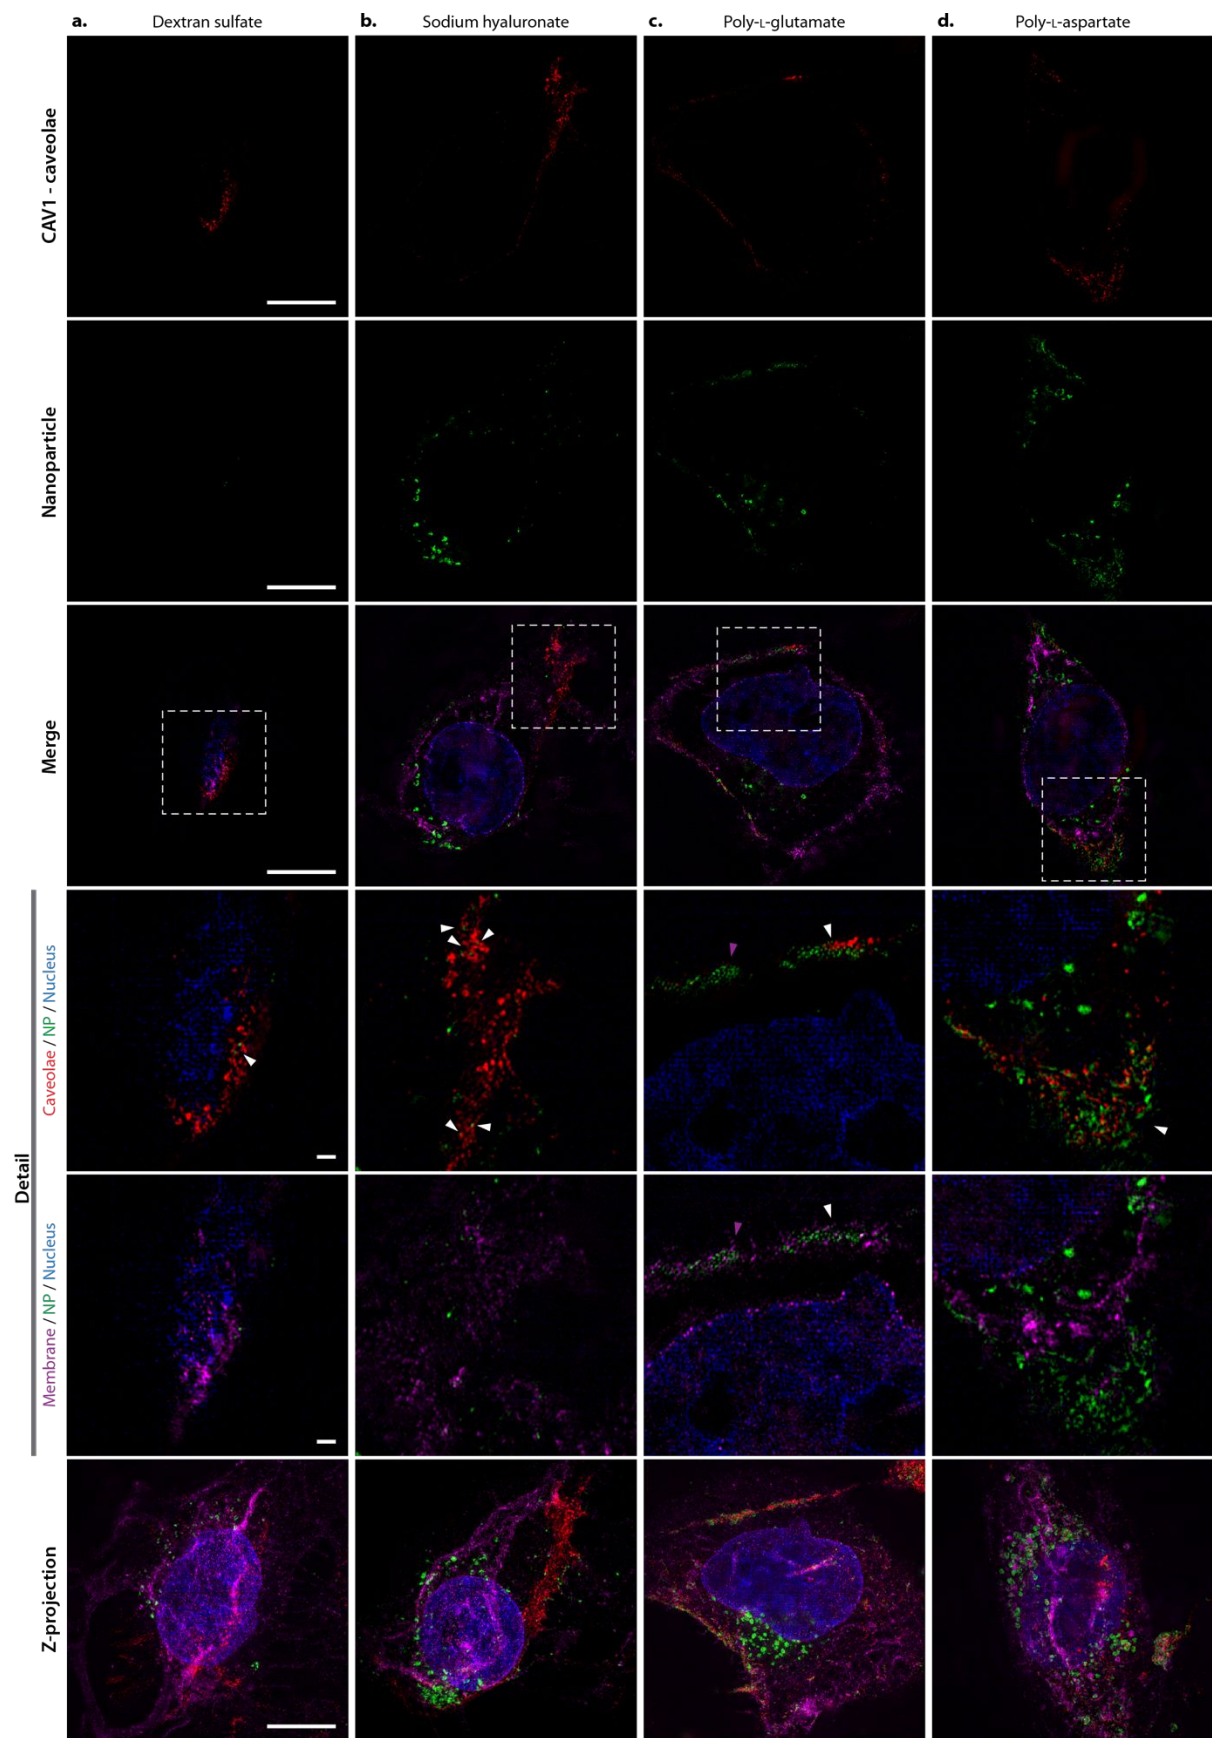 a. Dextran sulfate
b. Sodium hyaluronate
c. Poly-L-glutamate
d. Poly-L-aspartate
CAV1 - caveolae
Nanoparticle
Merge
Detail
Caveolae / NP / Nucleus
Membrane / NP / Nucleus
Z-projection